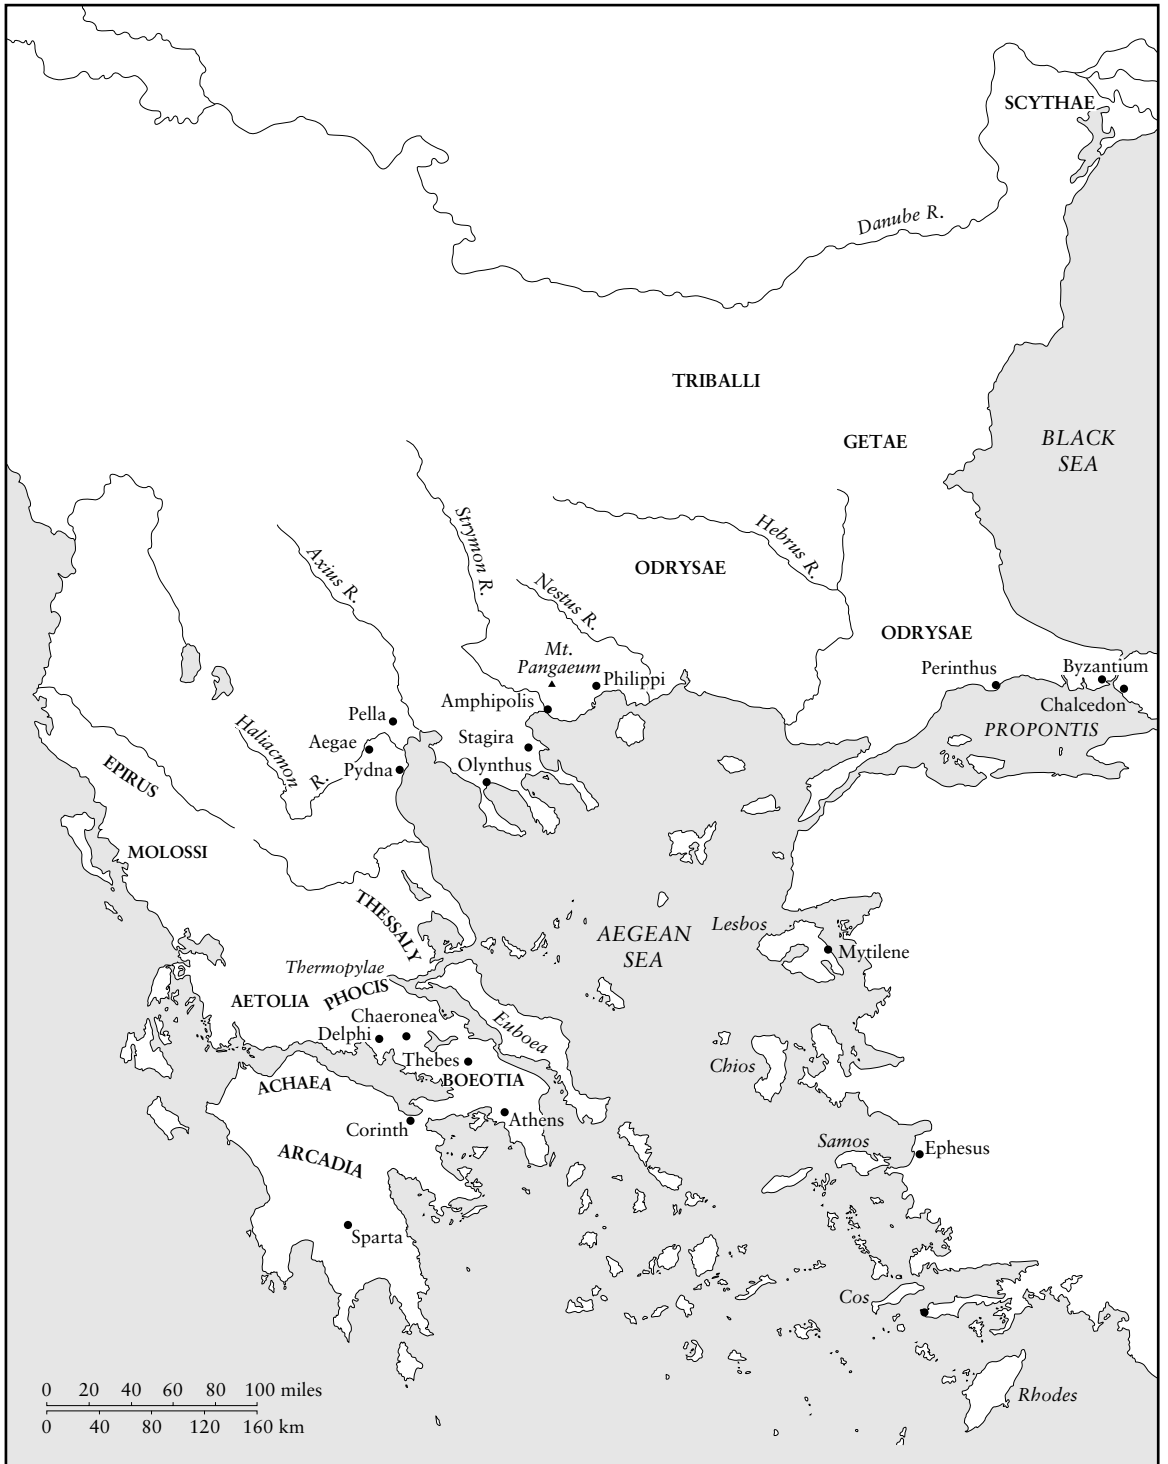 SCYTHAE
Danube R.
TRIBALLI
GETAE
BLACK
SEA
Strymon R.
Hebrus R.
Axius R.
ODRYSAE
Nestus R.
ODRYSAE
Mt.
Pangaeum
Philippi
Perinthus
Byzantium
Amphipolis
Chalcedon
Pella
Haliacmon
R.
Aegae
Stagira
PROPONTIS
Pydna
Olynthus
EPIRUS
MOLOSSI
THESSALY
AEGEAN
SEA
Lesbos
Mytilene
Thermopylae
AETOLIA
PHOCIS
Chaeronea
Delphi
Euboea
Thebes
BOEOTIA
Chios
ACHAEA
Corinth
Athens
ARCADIA
Samos
Ephesus
Sparta
Cos
Rhodes
0 20 40 60 80 100 miles
0 40 80 120 160 km